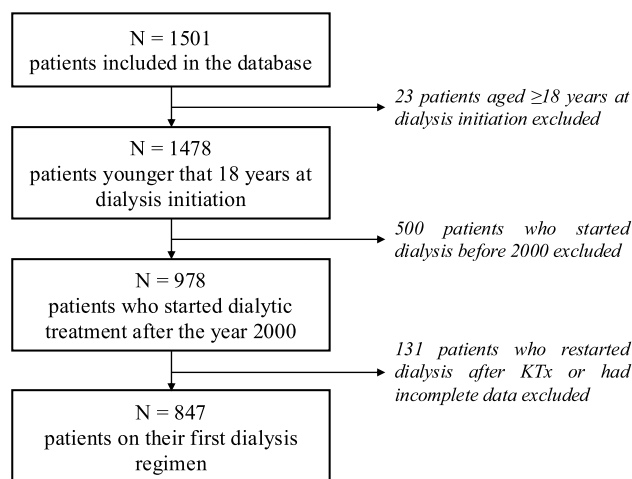 N = 1501
patients included in the database
23 patients aged ≥18 years at
dialysis initiation excluded
N = 1478
patients younger that 18 years at
dialysis initiation
500 patients who started
dialysis before 2000 excluded
N = 978
patients who started dialytic
treatment after the year 2000
131 patients who restarted
dialysis after KTx or had
incomplete data excluded
N = 847
patients on their first dialysis
regimen